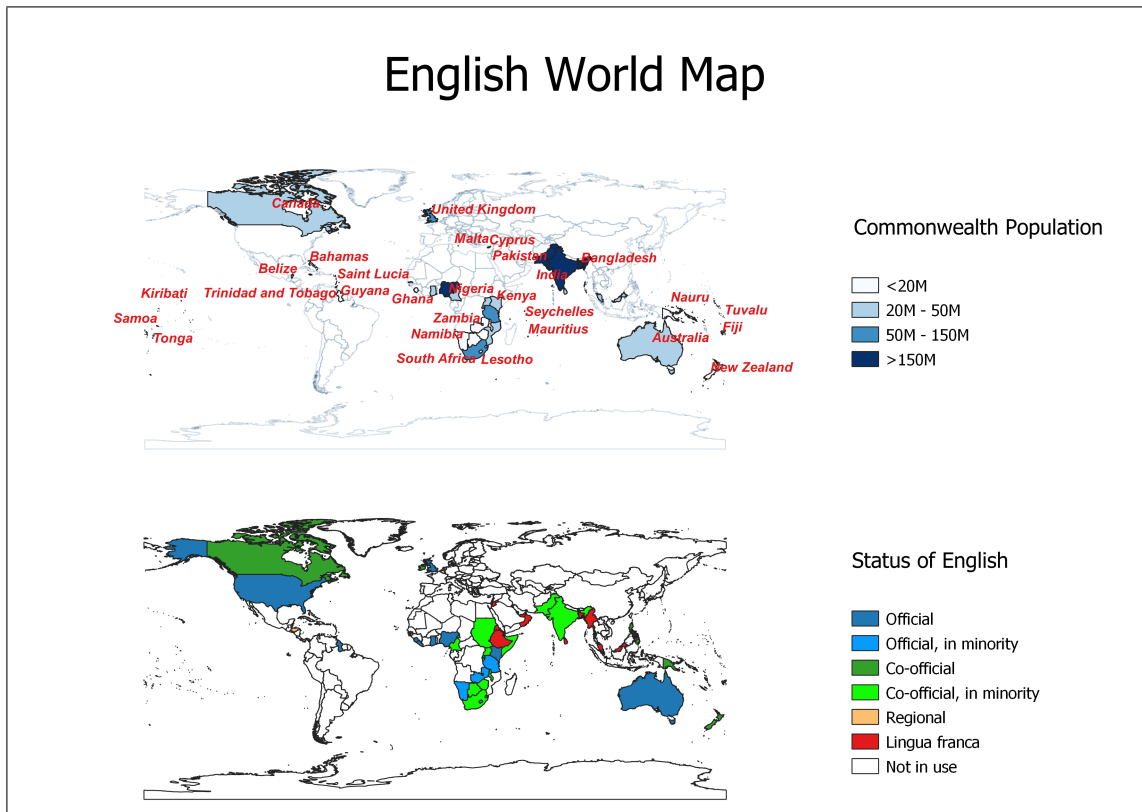 English World Map
Canada
United Kingdom
Malta
Cyprus
Pakistan
Bangladesh
India
Bahamas
Belize
Saint Lucia
Trinidad and Tobago
Guyana
Ghana
Nigeria
Kenya
Kiribati
Samoa
Tonga
Zambia
Namibia
South Africa
Lesotho
Seychelles
Mauritius
Nauru
Tuvalu
Fiji
Australia
New Zealand
Commonwealth Population
<20M
20M - 50M
50M - 150M
>150M
Status of English
Official
Official, in minority
Co-official
Co-official, in minority
Regional
Lingua franca
Not in use